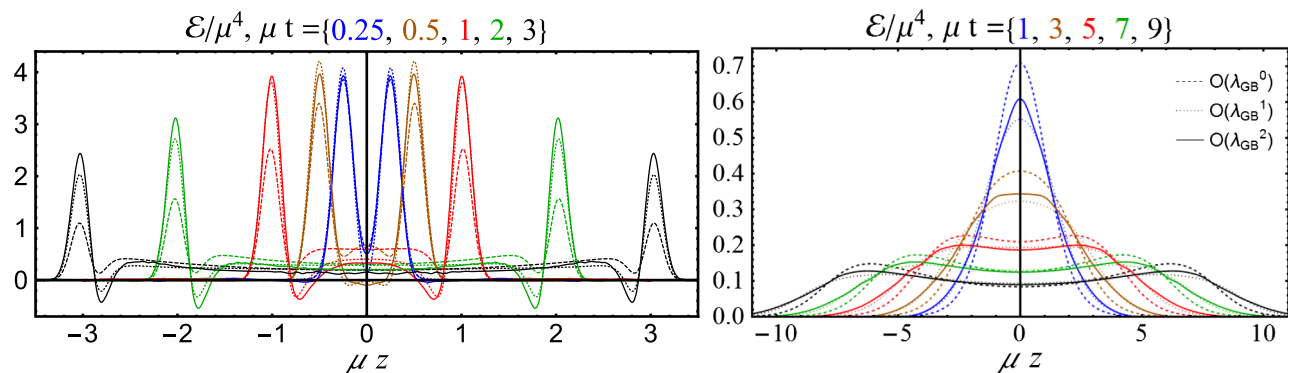 ℰ/μ⁴, μ t={0.25, 0.5, 1, 2, 3}
4
3
2
1
0
−3 −2 −1 0 1 2 3
μ z
ℰ/μ⁴, μ t={1, 3, 5, 7, 9}
0.7
0.6
0.5
0.4
0.3
0.2
0.1
0.0
−10 −5 0 5 10
μ z
O(λGB⁰)
O(λGB¹)
O(λGB²)